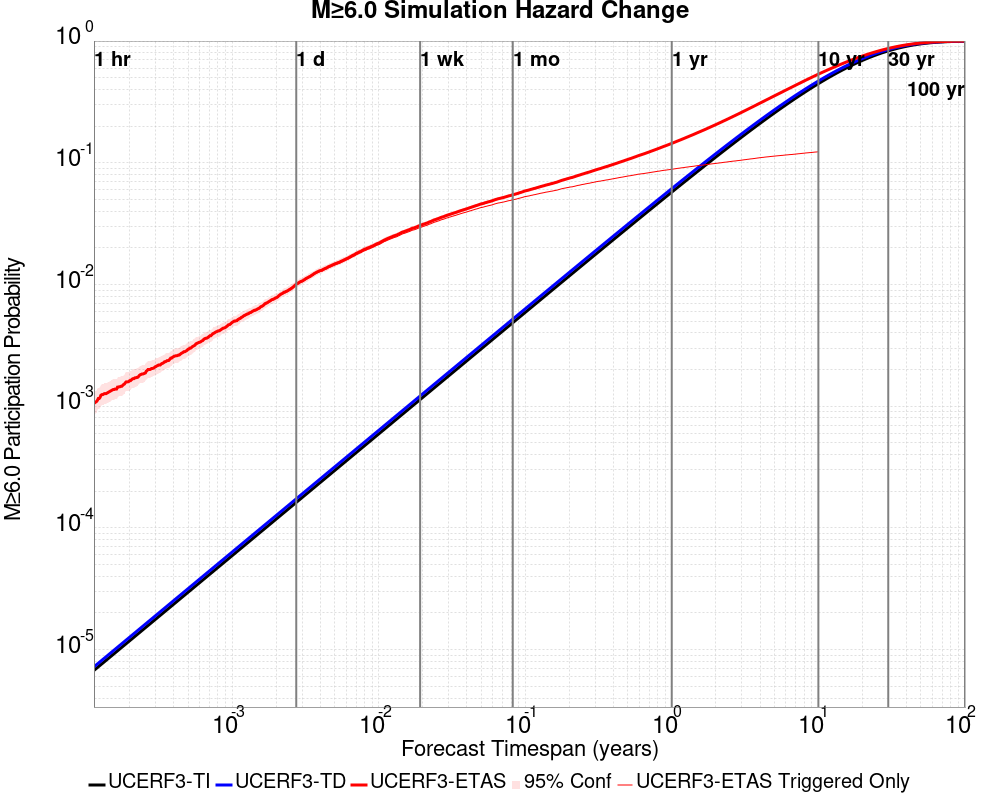 M≥6.0 Simulation Hazard Change
10^0
10^-1
10^-2
10^-3
10^-4
10^-5
M≥6.0 Participation Probability
1 hr 1 d 1 wk 1 mo 1 yr 10 yr 30 yr
100 yr
10^-3 10^-2 10^-1 10^0 10^1 10^2
Forecast Timespan (years)
UCERF3-TI UCERF3-TD UCERF3-ETAS 95% Conf UCERF3-ETAS Triggered Only